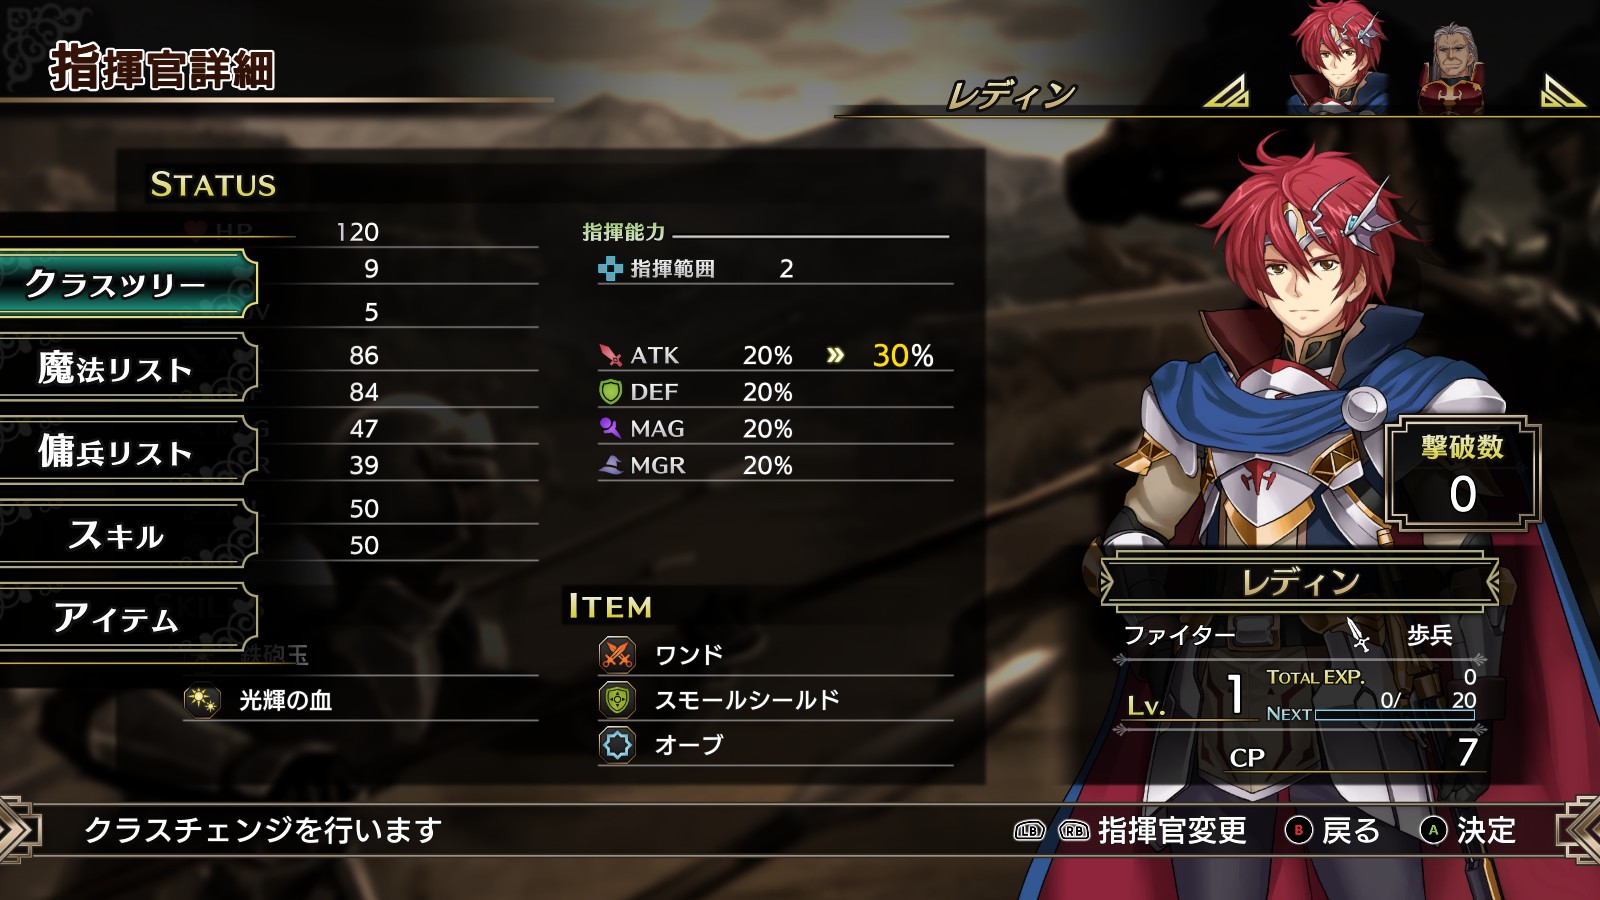 指揮官詳細
レディン
STATUS
HP 120
9
5
86
84
47
39
50
50
クラスツリー
魔法リスト
傭兵リスト
スキル
アイテム
鉄砲玉
光輝の血
指揮能力
指揮範囲 2
ATK 20% » 30%
DEF 20%
MAG 20%
MGR 20%
ITEM
ワンド
スモールシールド
オーブ
撃破数
0
レディン
ファイター 歩兵
Lv. 1
TOTAL EXP. 0
NEXT 0/ 20
CP 7
クラスチェンジを行います
LB RB 指揮官変更 B 戻る A 決定